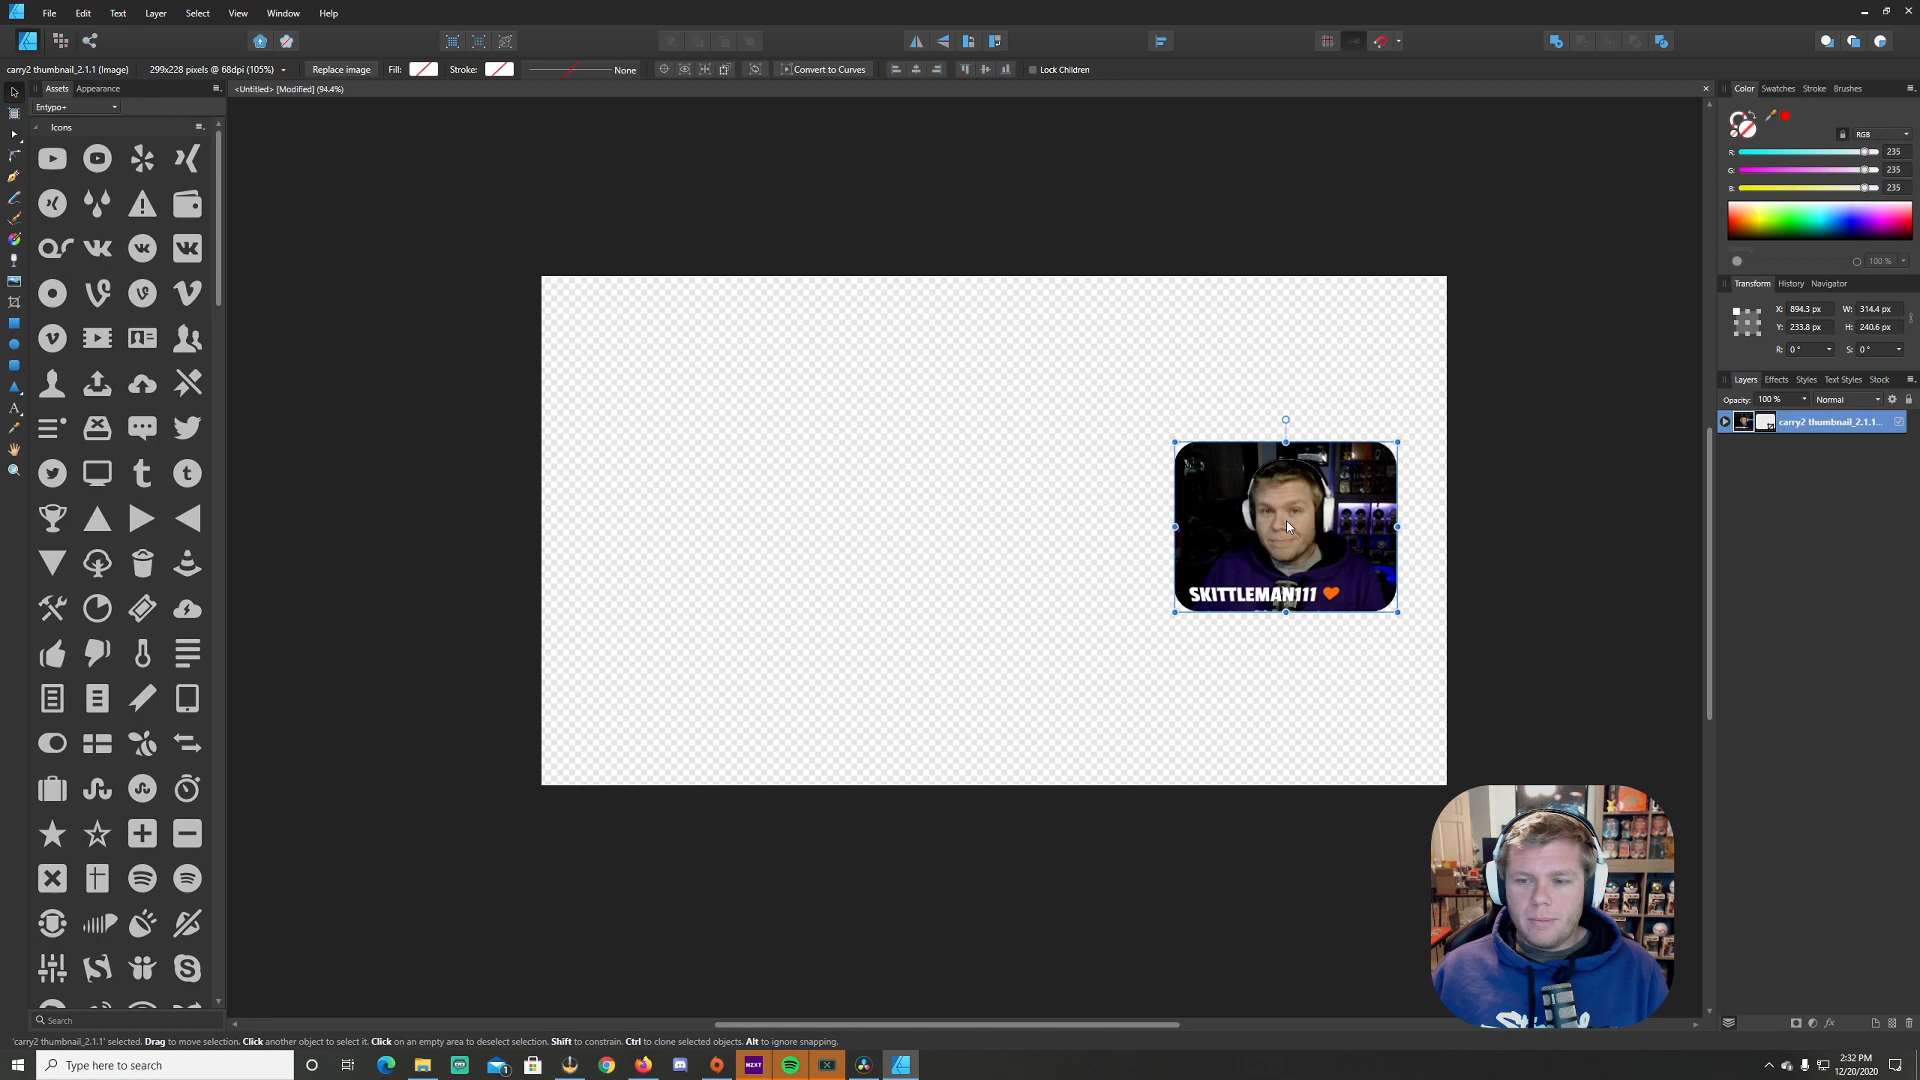 File Edit Text Layer Select View Window Help
carry2 thumbnail_2.1.1 (Image) 299x228 pixels @ 68dpi (105%) Replace image Fill: Stroke: None Convert to Curves Lock Children
Assets Appearance <Untitled> [Modified] (94.4%) Color Swatches Stroke Brushes
Entypo+
Icons
RGB
R: 235
G: 235
B: 235
Opacity:
100 %
Transform History Navigator
X: 894.3 px W: 314.4 px
Y: 233.8 px H: 240.6 px
R: 0 ° S: 0 °
Layers Effects Styles Text Styles Stock
Opacity: 100 % Normal
carry2 thumbnail_2.1.1...
SKITTLEMAN111
Search
'carry2 thumbnail_2.1.1' selected. Drag to move selection. Click another object to select it. Click on an empty area to deselect selection. Shift to constrain. Ctrl to clone selected objects. Alt to ignore snapping.
Type here to search
NZXT
2:32 PM
12/20/2020